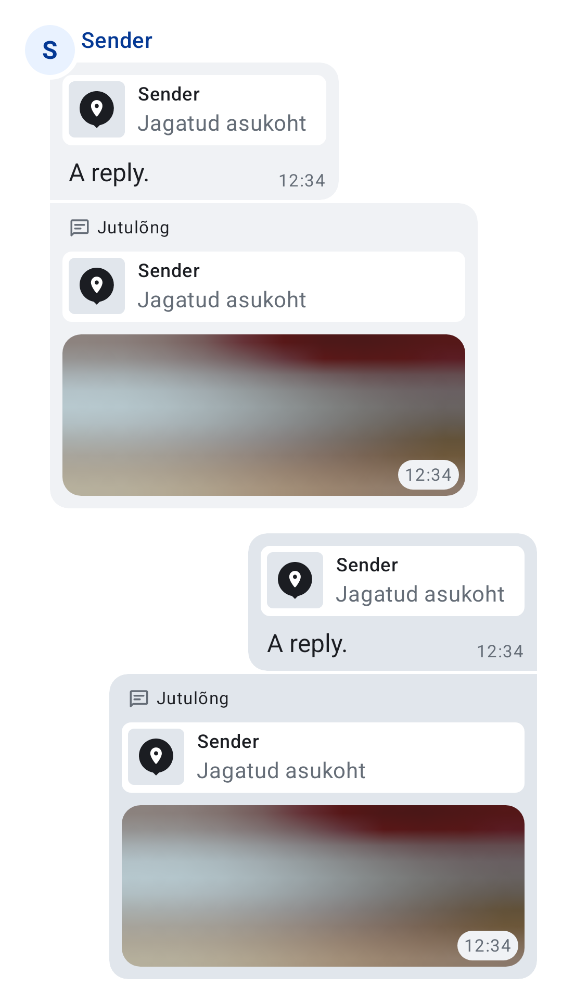 S
Sender
Sender
Jagatud asukoht
A reply.
12:34
Jutulõng
Sender
Jagatud asukoht
12:34
Sender
Jagatud asukoht
A reply.
12:34
Jutulõng
Sender
Jagatud asukoht
12:34